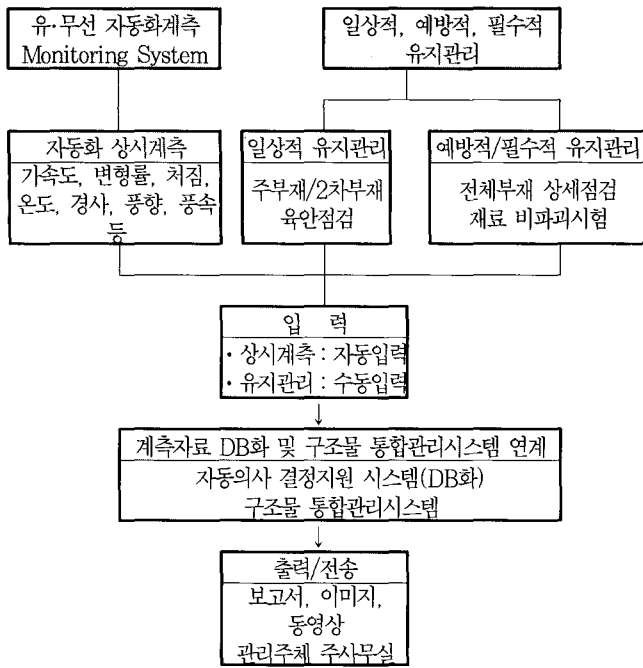 유·무선 자동화계측
Monitoring System
일상적, 예방적, 필수적
유지관리
자동화 상시계측
가속도, 변형률, 처짐,
온도, 경사, 풍향, 풍속
등
일상적 유지관리
주부재/2차부재
육안점검
예방적/필수적 유지관리
전체부재 상세점검
재료 비파괴시험
입 력
· 상시계측 : 자동입력
· 유지관리 : 수동입력
계측자료 DB화 및 구조물 통합관리시스템 연계
자동의사 결정지원 시스템(DB화)
구조물 통합관리시스템
출력/전송
보고서, 이미지,
동영상
관리주체 주사무실